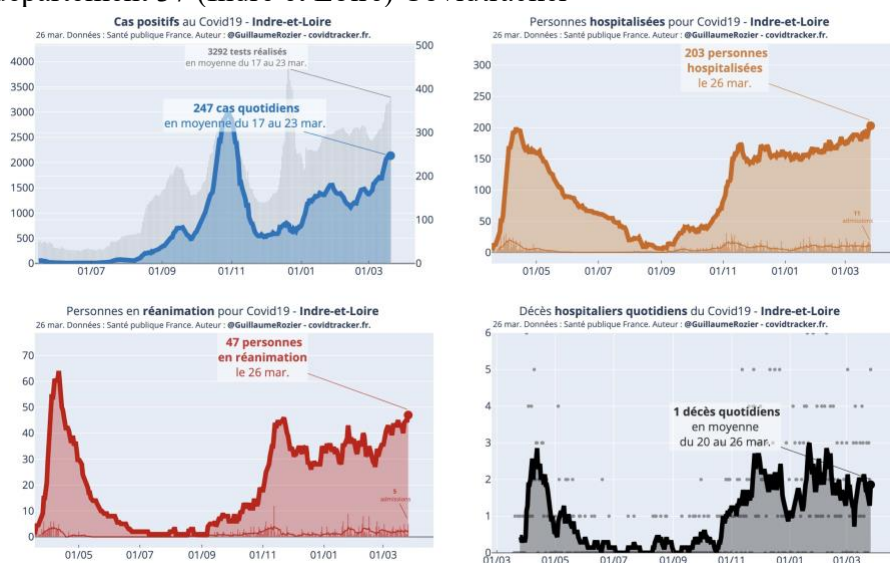 Cas positifs au Covid19 - Indre-et-Loire
26 mar. Données : Santé publique France. Auteur : @GuillaumeRozier - covidtracker.fr.
3292 tests réalisés
en moyenne du 17 au 23 mar.
247 cas quotidiens
en moyenne du 17 au 23 mar.
4000
3500
3000
2500
2000
1500
1000
500
0
500
400
300
200
100
0
01/07 01/09 01/11 01/01 01/03
Personnes hospitalisées pour Covid19 - Indre-et-Loire
26 mar. Données : Santé publique France. Auteur : @GuillaumeRozier - covidtracker.fr.
203 personnes
hospitalisées
le 26 mar.
300
250
200
150
100
50
0
11
admissions
01/05 01/07 01/09 01/11 01/01 01/03
Personnes en réanimation pour Covid19 - Indre-et-Loire
26 mar. Données : Santé publique France. Auteur : @GuillaumeRozier - covidtracker.fr.
47 personnes
en réanimation
le 26 mar.
70
60
50
40
30
20
10
0
5
admissions
01/05 01/07 01/09 01/11 01/01 01/03
Décès hospitaliers quotidiens du Covid19 - Indre-et-Loire
26 mar. Données : Santé publique France. Auteur : @GuillaumeRozier - covidtracker.fr.
1 décès quotidiens
en moyenne
du 20 au 26 mar.
6
5
4
3
2
1
0
01/03 01/05 01/07 01/09 01/11 01/01 01/03